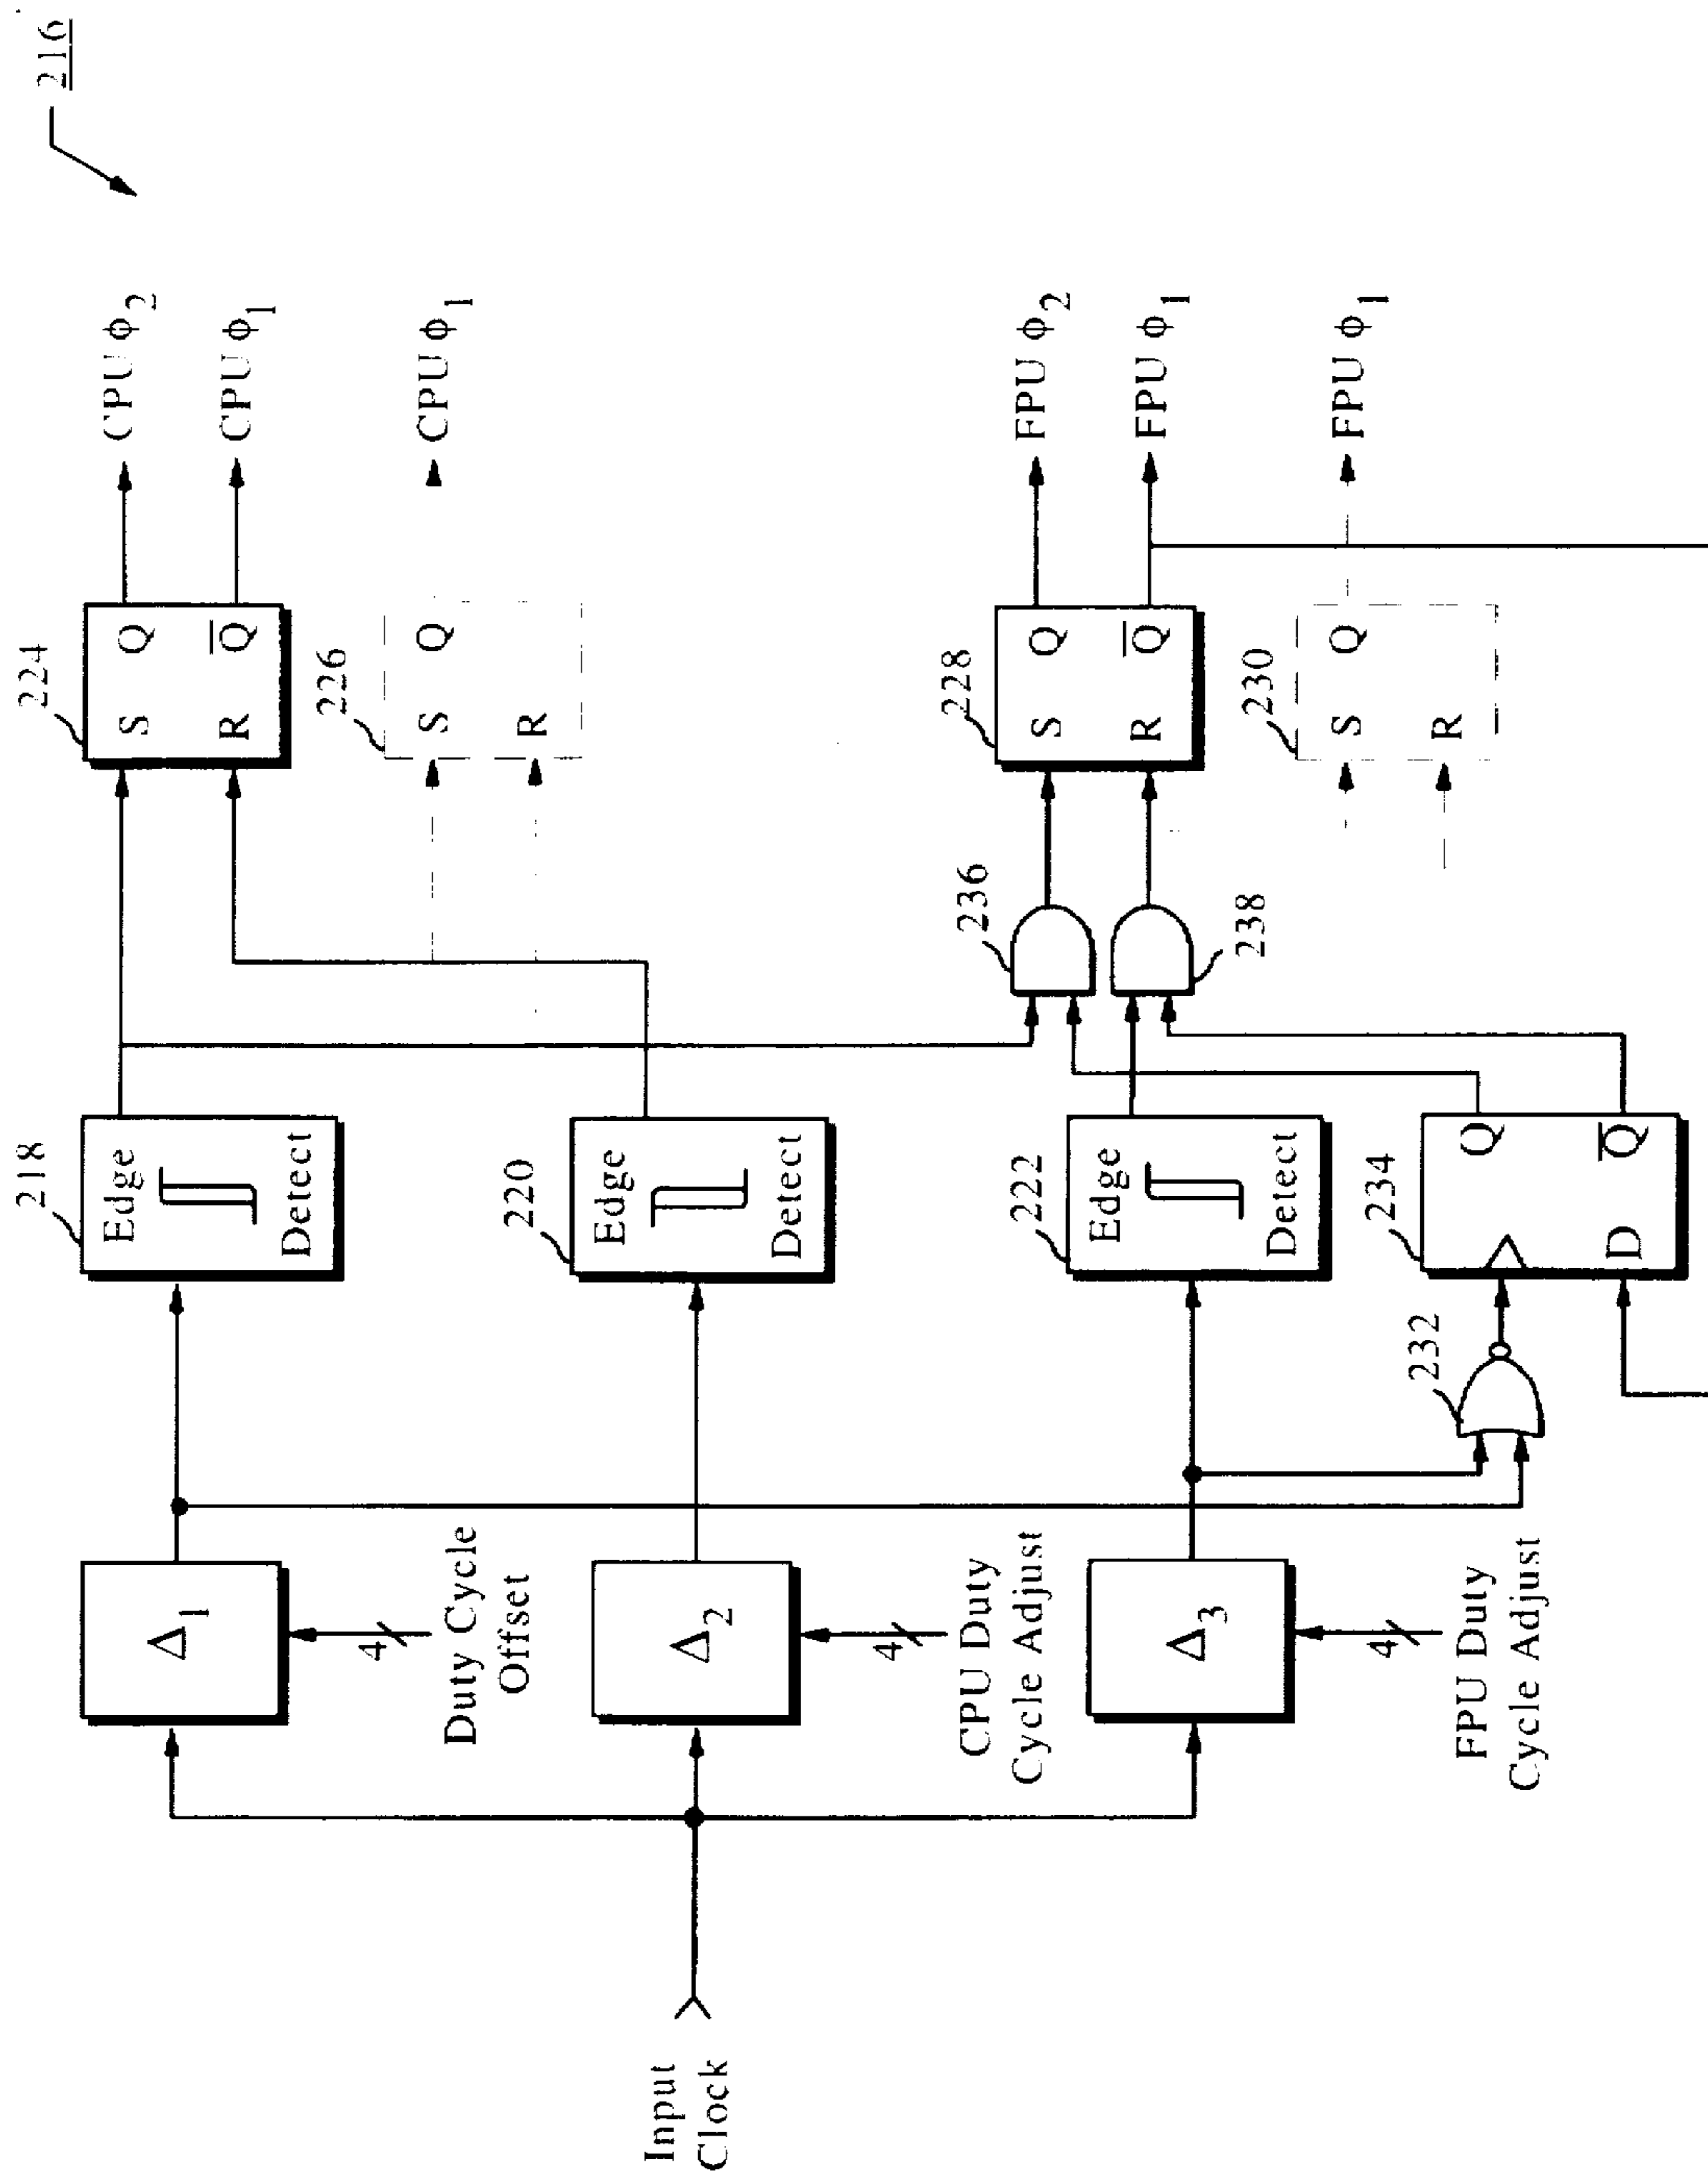 216
Input
Clock
Δ1
4
Duty Cycle
Offset
Δ2
4
CPU Duty
Cycle Adjust
Δ3
4
FPU Duty
Cycle Adjust
218
Edge
Detect
220
Edge
Detect
222
Edge
Detect
232
234
Q
D
Q̅
236
238
224
S Q
R Q̅
CPU ϕ2
CPU ϕ1
226
S Q
R
CPU ϕ1
228
S Q
R Q̅
FPU ϕ2
FPU ϕ1
230
S Q
R
FPU ϕ1